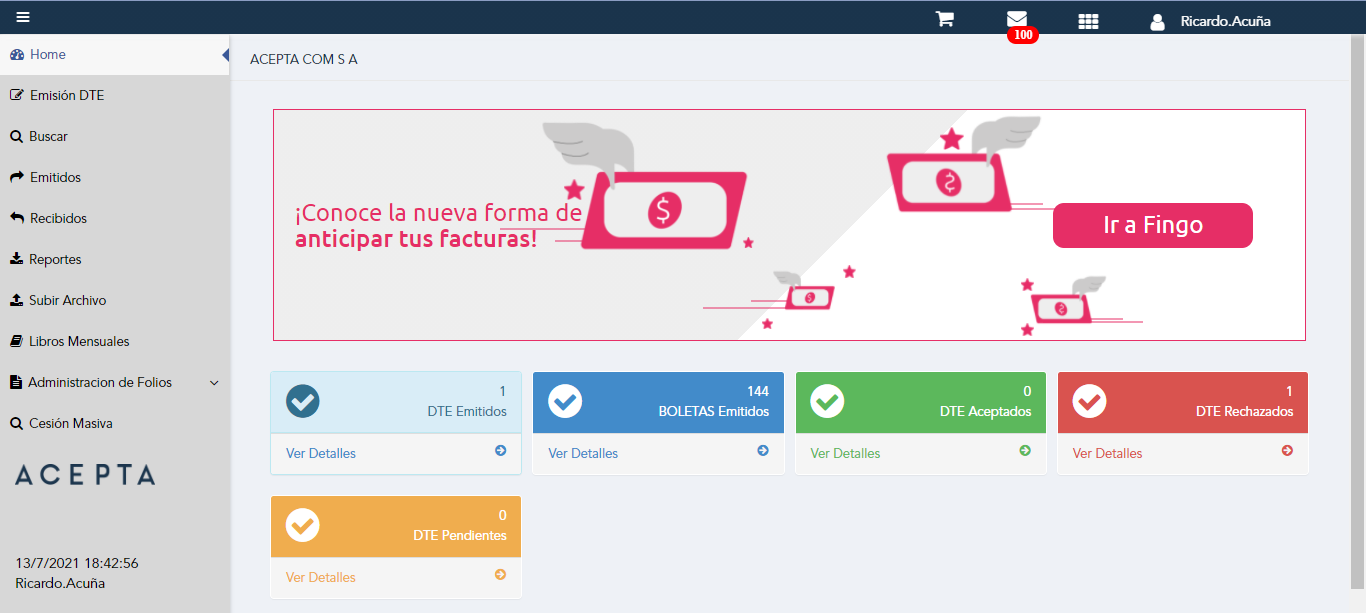 Ricardo.Acuña
100
Home
ACEPTA COM S A
Emisión DTE
Buscar
Emitidos
Recibidos
Reportes
Subir Archivo
Libros Mensuales
Administracion de Folios
Cesión Masiva
ACEPTA
13/7/2021 18:42:56
Ricardo.Acuña
¡Conoce la nueva forma de
anticipar tus facturas!
Ir a Fingo
1
DTE Emitidos
Ver Detalles
144
BOLETAS Emitidos
Ver Detalles
0
DTE Aceptados
Ver Detalles
1
DTE Rechazados
Ver Detalles
0
DTE Pendientes
Ver Detalles